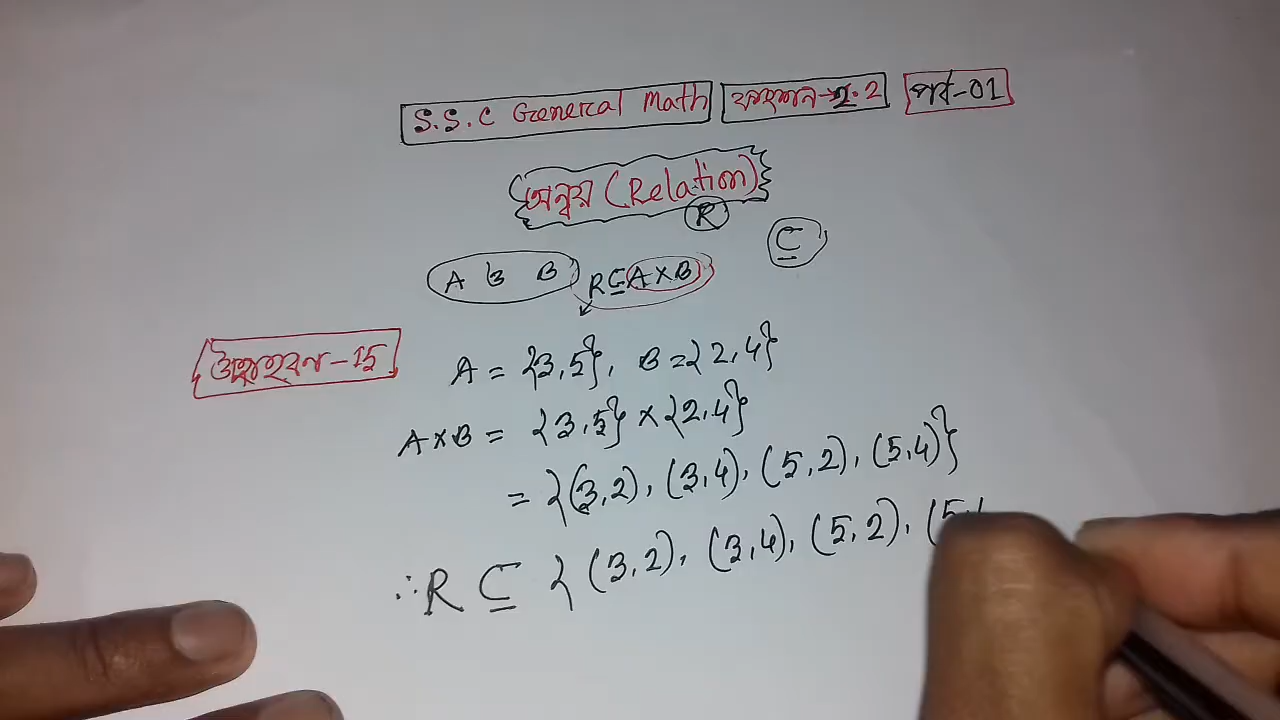 S.S.C General Math অনুশীলন-2.2 পর্ব-01
অন্বয় (Relation)
R
⊆
A ও B R⊆A×B
উদাহরণ-15
A = {3,5}, B={2,4}
A×B = {3,5} × {2,4}
= {(3,2), (3,4), (5,2), (5,4)}
∴R ⊆ {(3,2), (3,4), (5,2), (5,